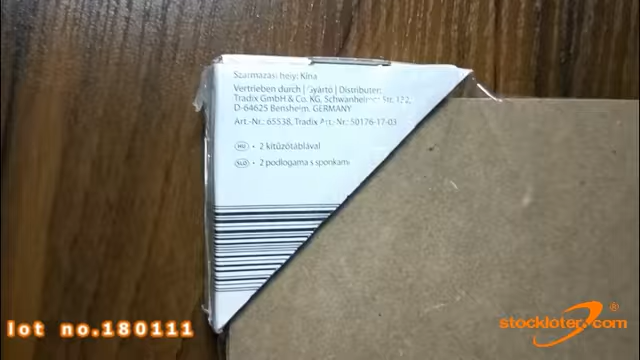 Származási hely: Kína
Vertrieben durch | Gyártó | Distributer:
Tradix GmbH & Co. KG, Schwanheimer Str. 132,
D-64625 Bensheim, GERMANY
Art.-Nr.: 65538, Tradix Art.-Nr.: 50176-17-03
HU • 2 kitűzőtáblával
SLO • 2 podlogama s sponkami
lot no.180111
stockloter.com ®